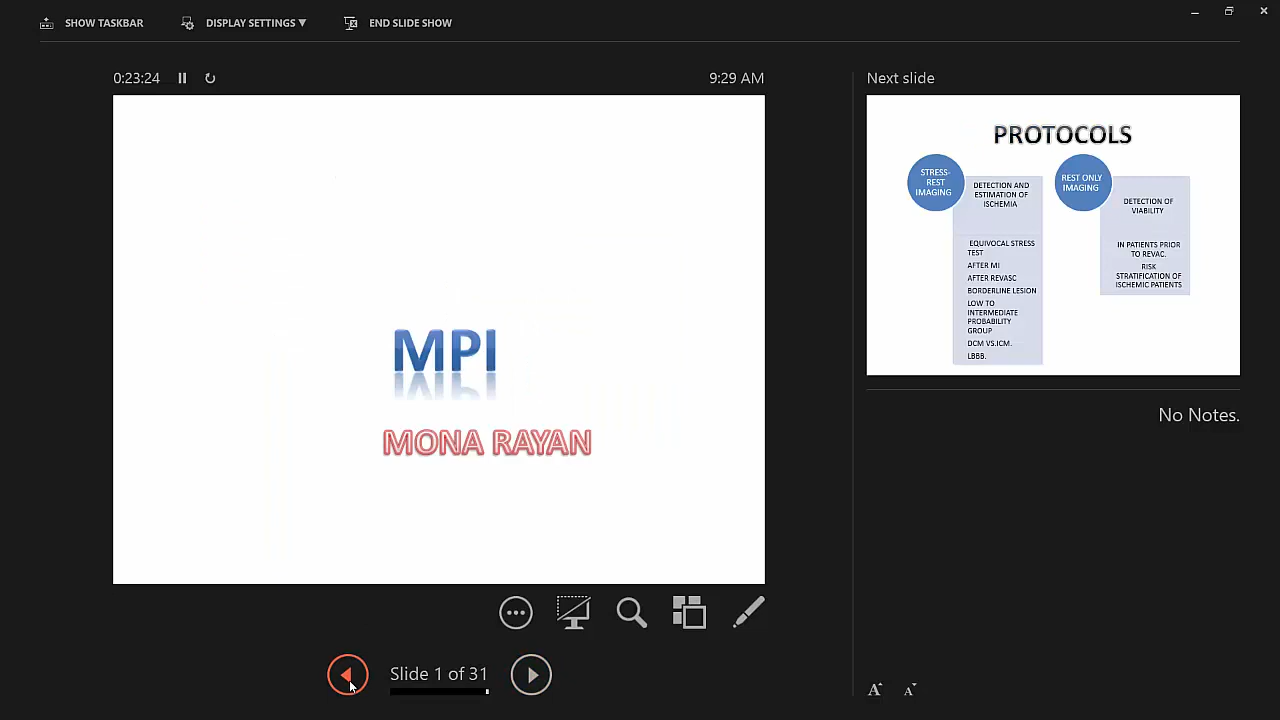 SHOW TASKBAR
DISPLAY SETTINGS ▼
END SLIDE SHOW
0:23:24
9:29 AM
MPI
MONA RAYAN
Slide 1 of 31
Next slide
PROTOCOLS
STRESS-
REST
IMAGING
DETECTION AND
ESTIMATION OF
ISCHEMIA
EQUIVOCAL STRESS
TEST
AFTER MI
AFTER REVASC
BORDERLINE LESION
LOW TO
INTERMEDIATE
PROBABILITY
GROUP
DCM VS.ICM.
LBBB.
REST ONLY
IMAGING
DETECTION OF
VIABILITY
IN PATIENTS PRIOR
TO REVAC.
RISK
STRATIFICATION OF
ISCHEMIC PATIENTS
No Notes.
A A